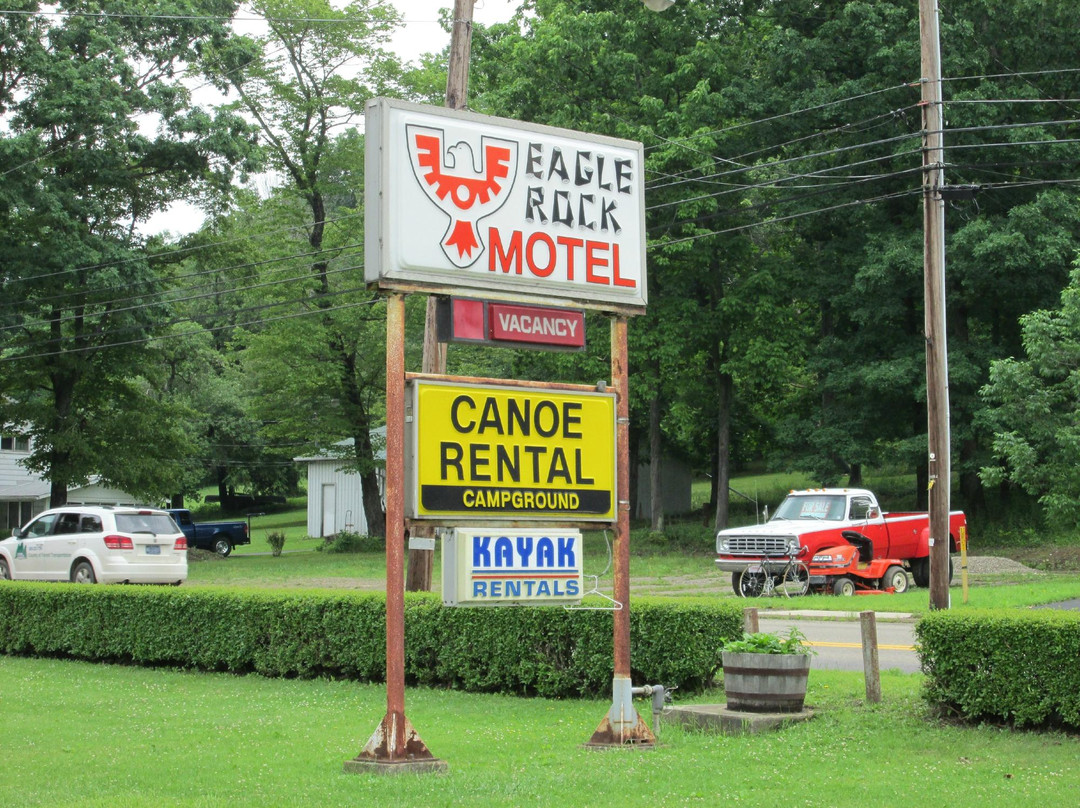 EAGLE
ROCK
MOTEL
VACANCY
CANOE
RENTAL
CAMPGROUND
KAYAK
RENTALS